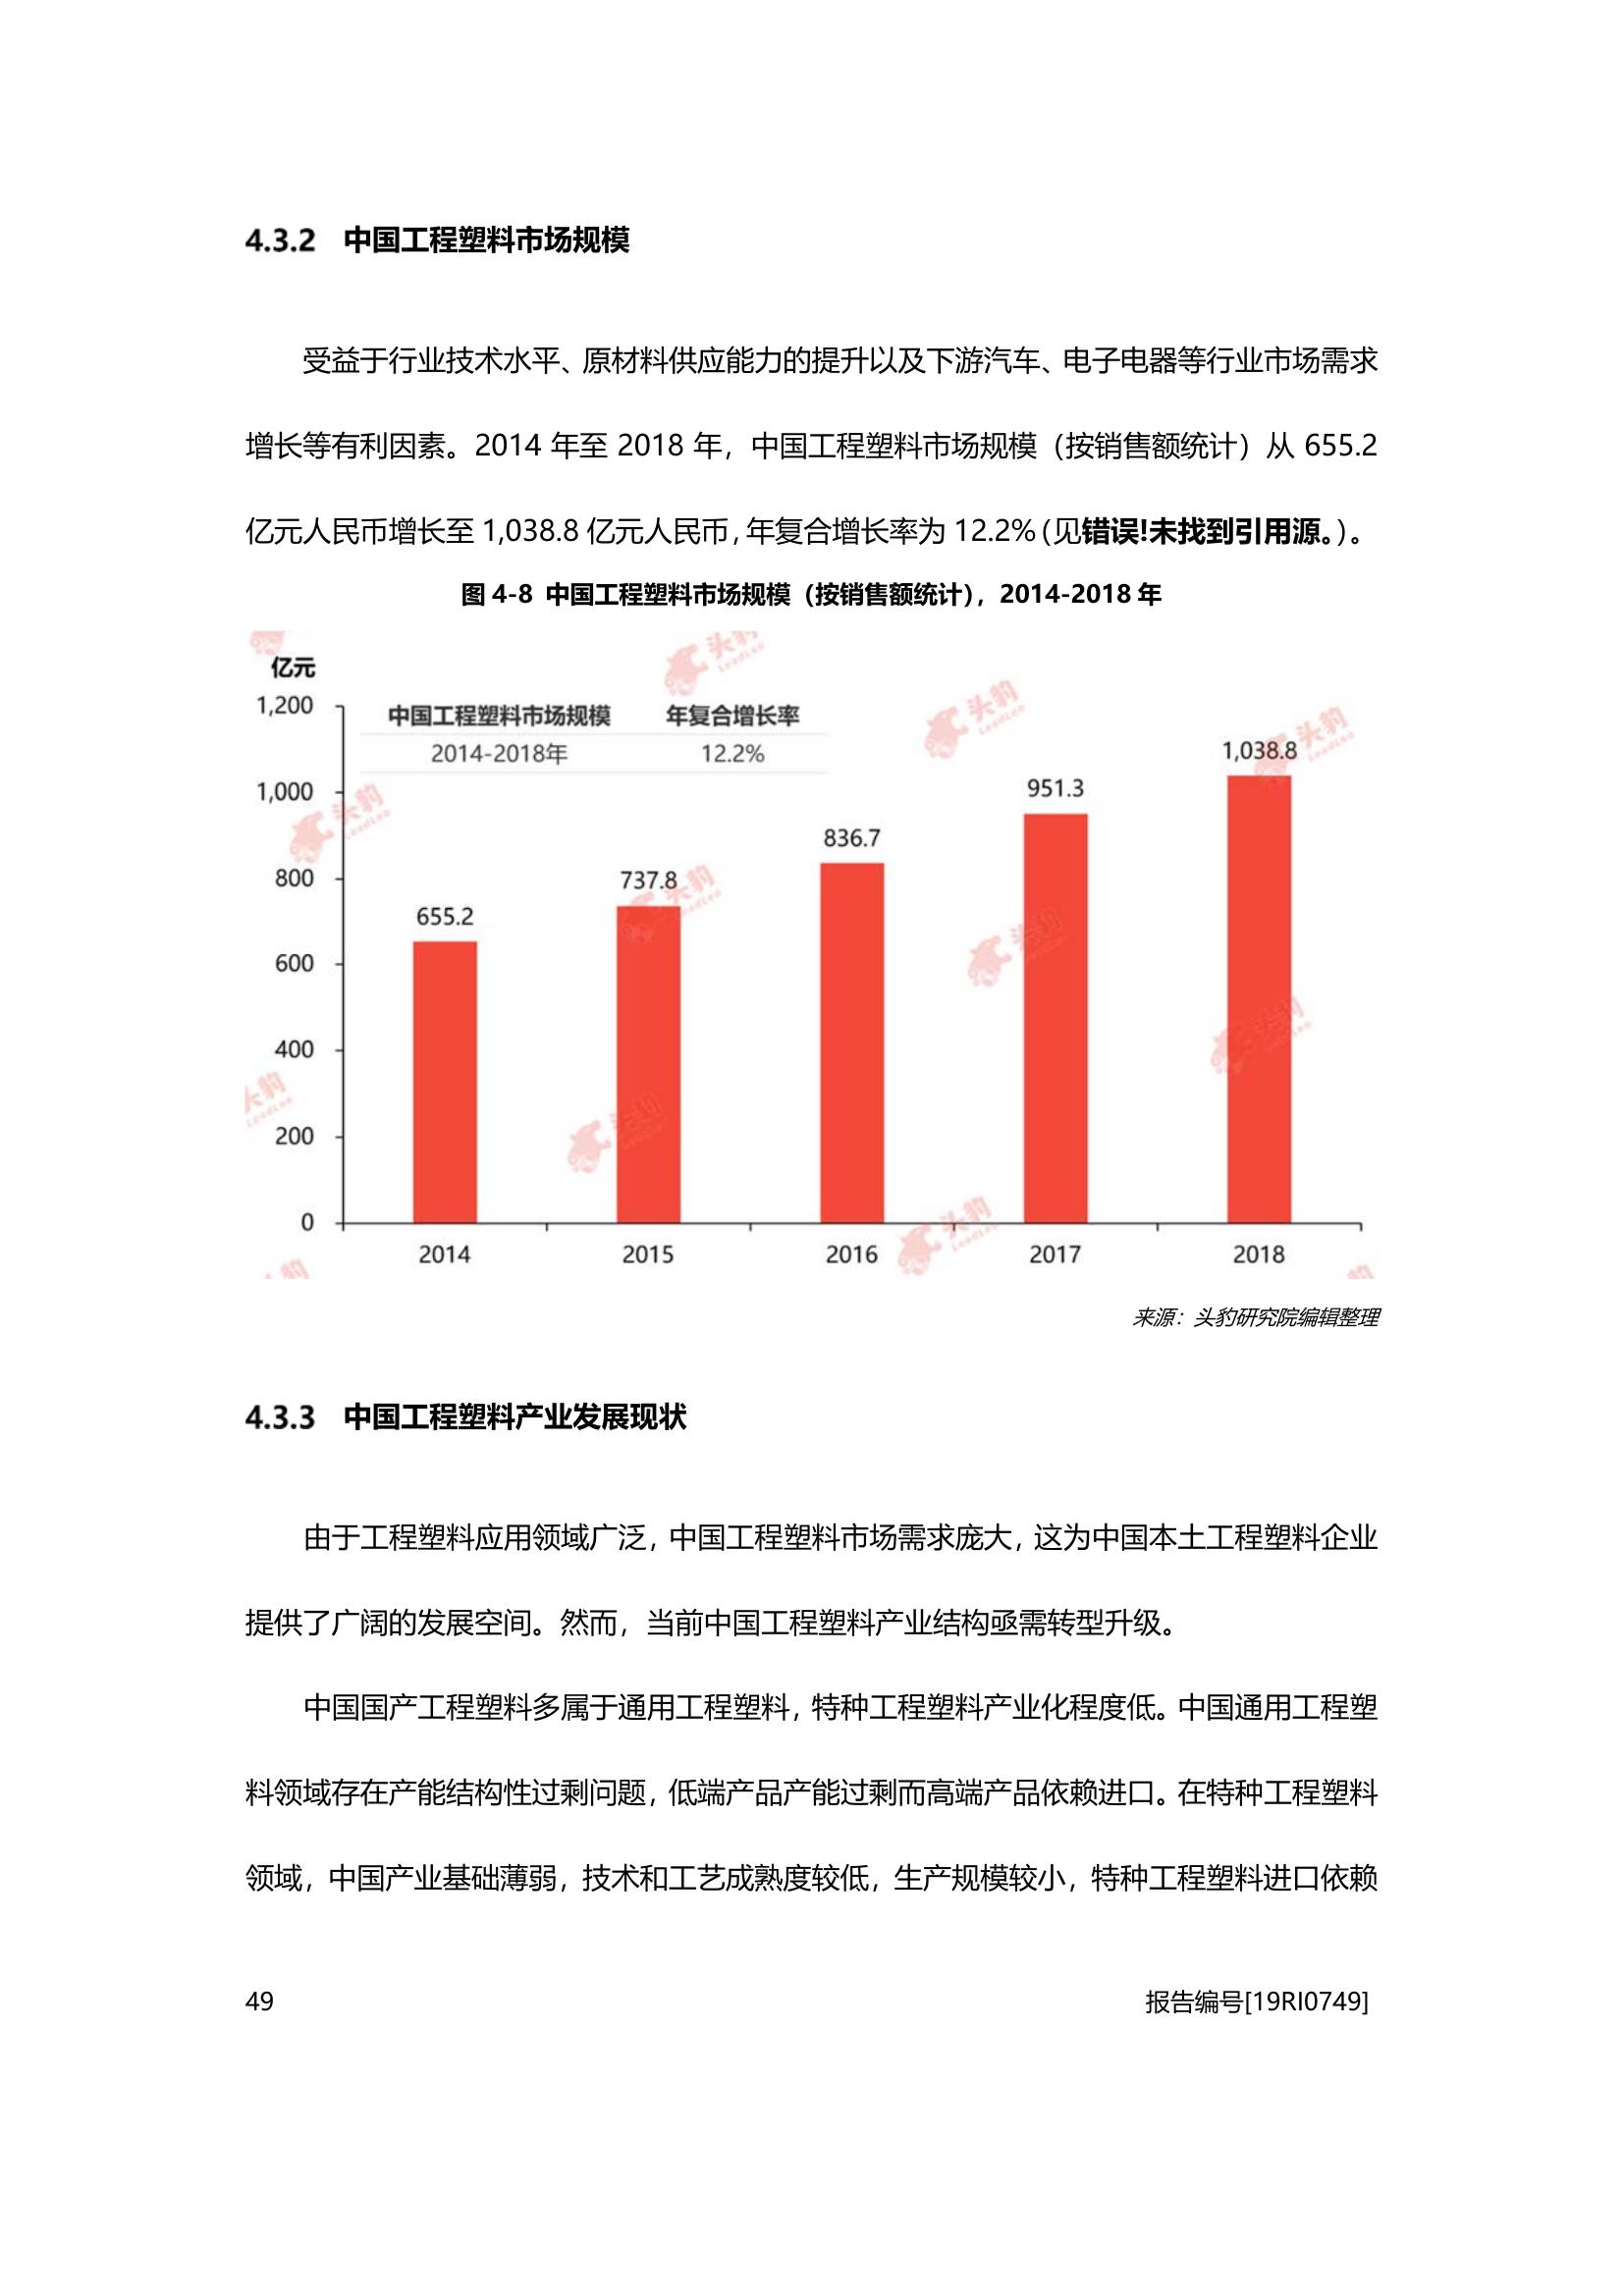 4.3.2 中国工程塑料市场规模
受益于行业技术水平、原材料供应能力的提升以及下游汽车、电子电器等行业市场需求
增长等有利因素。2014 年至 2018 年，中国工程塑料市场规模（按销售额统计）从 655.2
亿元人民币增长至 1,038.8 亿元人民币，年复合增长率为 12.2%（见错误!未找到引用源。）。
图 4-8 中国工程塑料市场规模（按销售额统计），2014-2018 年
亿元
中国工程塑料市场规模 年复合增长率
2014-2018年 12.2%
1,200
1,000
800
600
400
200
0
655.2
737.8
836.7
951.3
1,038.8
2014 2015 2016 2017 2018
头豹
LeadLeo
来源：头豹研究院编辑整理
4.3.3 中国工程塑料产业发展现状
由于工程塑料应用领域广泛，中国工程塑料市场需求庞大，这为中国本土工程塑料企业
提供了广阔的发展空间。然而，当前中国工程塑料产业结构亟需转型升级。
中国国产工程塑料多属于通用工程塑料，特种工程塑料产业化程度低。中国通用工程塑
料领域存在产能结构性过剩问题，低端产品产能过剩而高端产品依赖进口。在特种工程塑料
领域，中国产业基础薄弱，技术和工艺成熟度较低，生产规模较小，特种工程塑料进口依赖
49
报告编号[19RI0749]